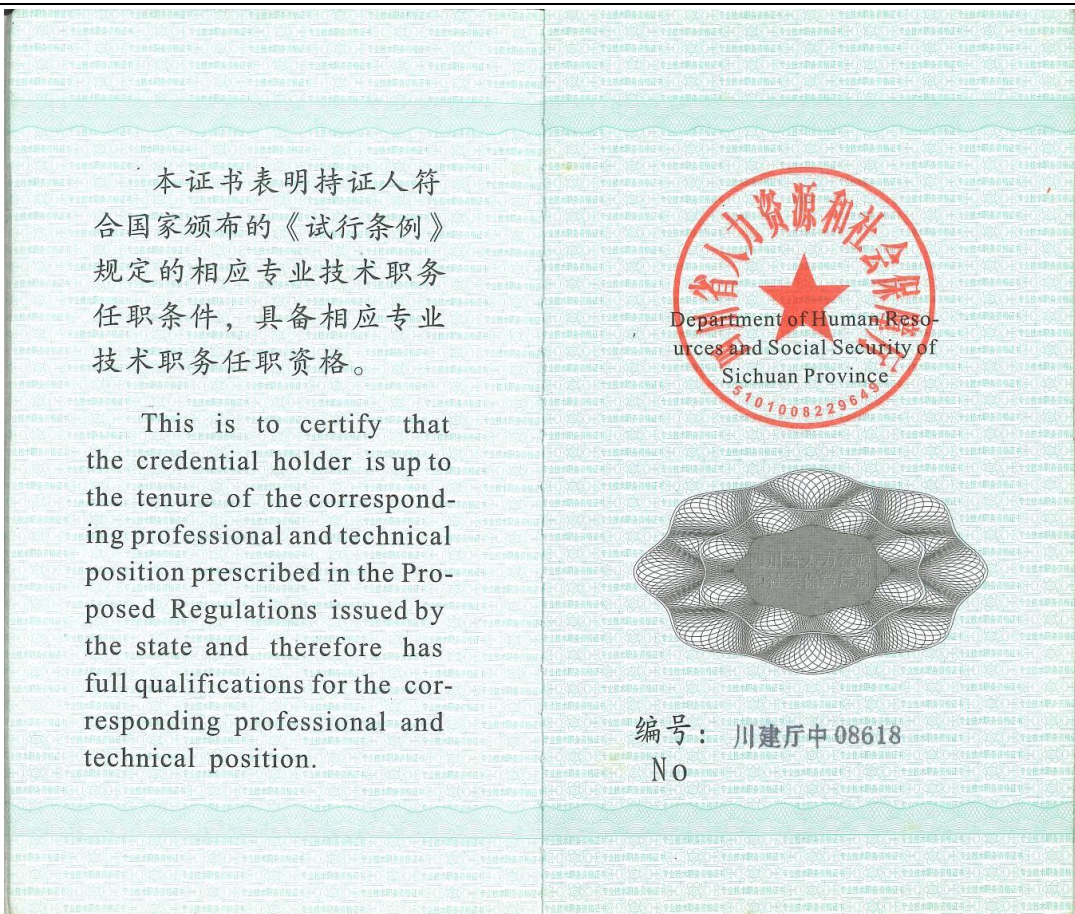 本证书表明持证人符
合国家颁布的《试行条例》
规定的相应专业技术职务
任职条件，具备相应专业
技术职务任职资格。
This is to certify that
the credential holder is up to
the tenure of the correspond-
ing professional and technical
position prescribed in the Pro-
posed Regulations issued by
the state and therefore has
full qualifications for the cor-
responding professional and
technical position.
四川省人力资源和社会保障厅
Department of Human Reso-
urces and Social Security of
Sichuan Province
5101008229649
编号：川建厅中 08618
No